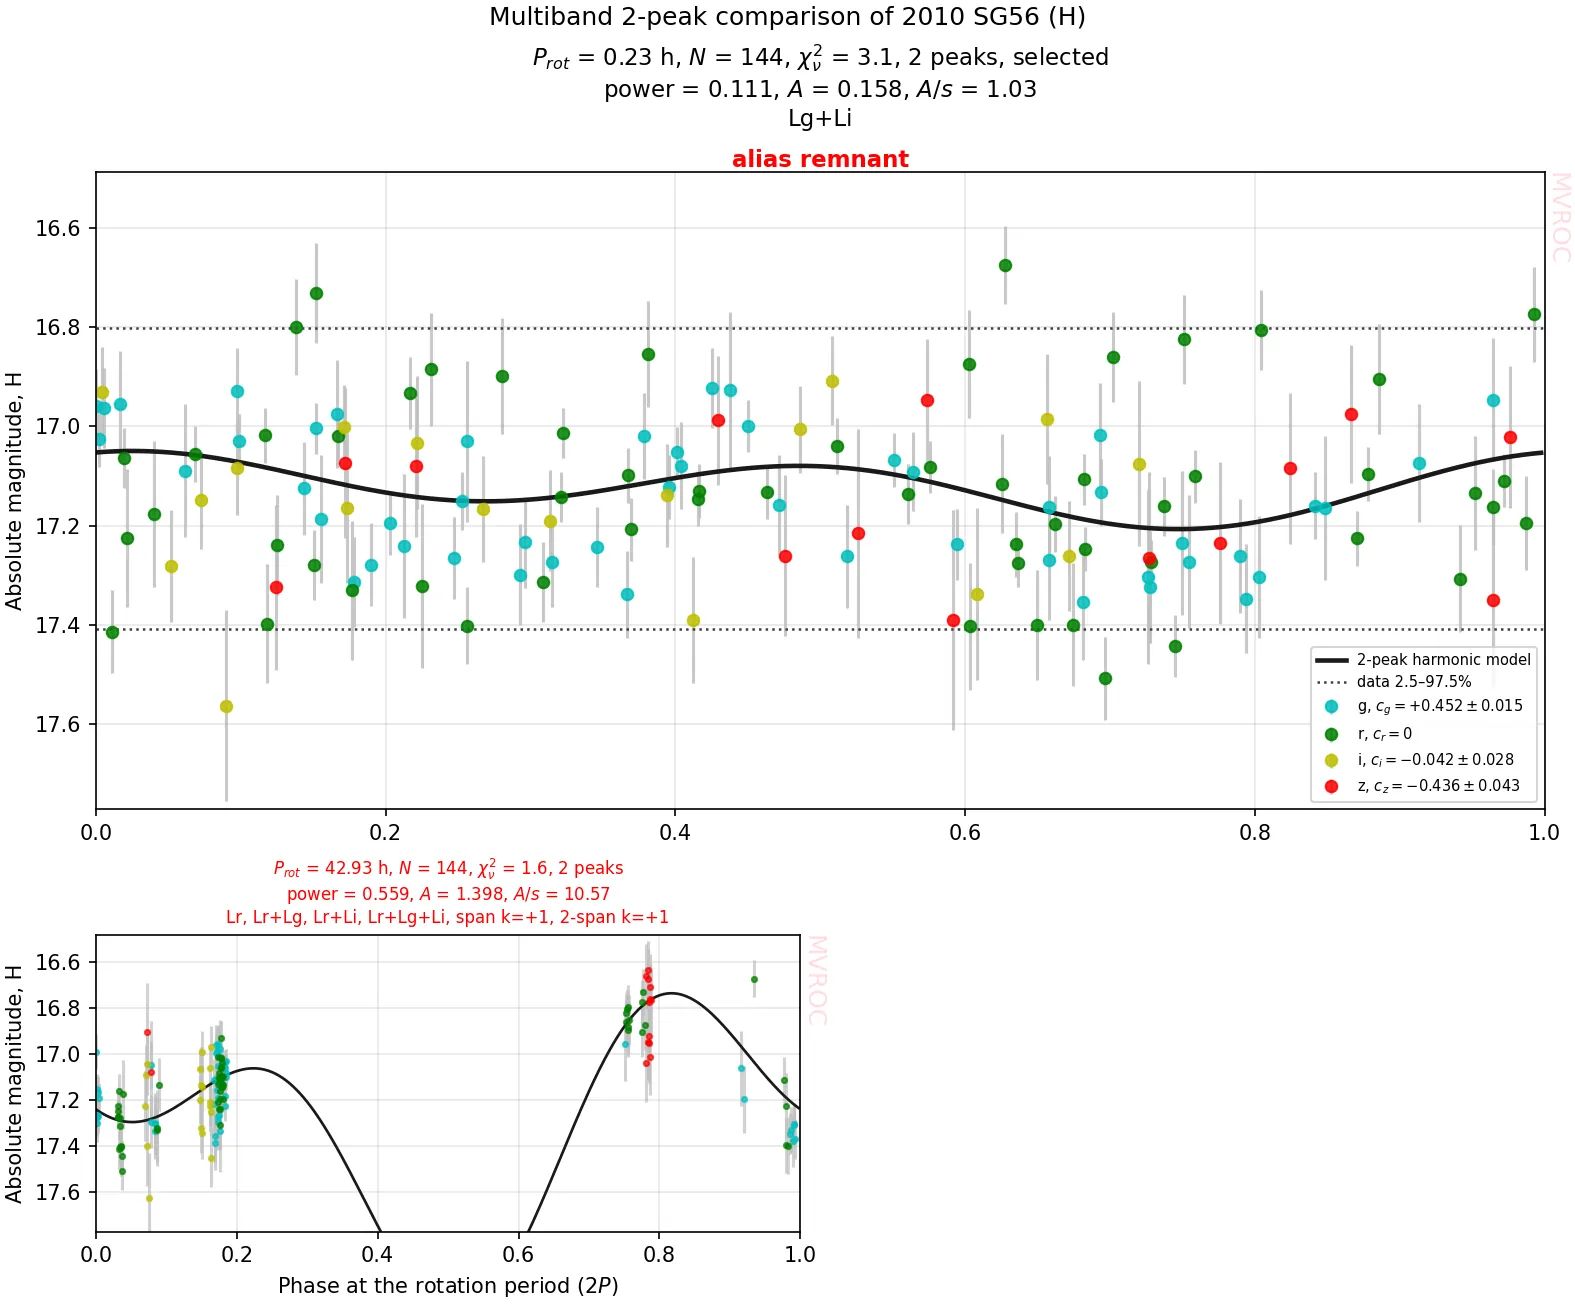 Multiband 2-peak comparison of 2010 SG56 (H)
P_rot = 0.23 h, N = 144, χ²_ν = 3.1, 2 peaks, selected
power = 0.111, A = 0.158, A/s = 1.03
Lg+Li
alias remnant
MVROC
Absolute magnitude, H
16.6
16.8
17.0
17.2
17.4
17.6
2-peak harmonic model
data 2.5–97.5%
g, c_g = +0.452 ± 0.015
r, c_r = 0
i, c_i = −0.042 ± 0.028
z, c_z = −0.436 ± 0.043
0.0 0.2 0.4 0.6 0.8 1.0
P_rot = 42.93 h, N = 144, χ²_ν = 1.6, 2 peaks
power = 0.559, A = 1.398, A/s = 10.57
Lr, Lr+Lg, Lr+Li, Lr+Lg+Li, span k=+1, 2-span k=+1
MVROC
Absolute magnitude, H
16.6
16.8
17.0
17.2
17.4
17.6
0.0 0.2 0.4 0.6 0.8 1.0
Phase at the rotation period (2P)